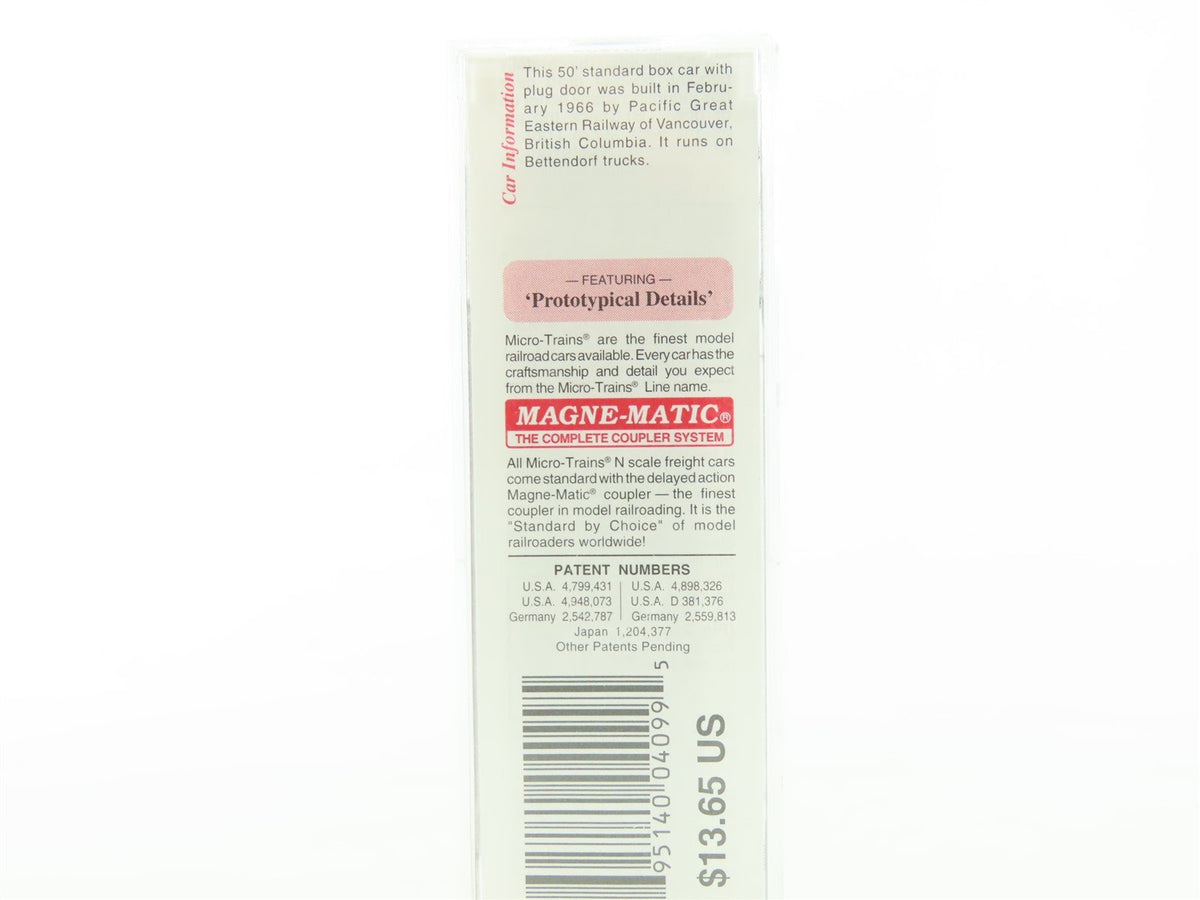 Car Information
This 50' standard box car with
plug door was built in Febru-
ary 1966 by Pacific Great
Eastern Railway of Vancouver,
British Columbia. It runs on
Bettendorf trucks.
— FEATURING —
'Prototypical Details'
Micro-Trains® are the finest model
railroad cars available. Every car has the
craftsmanship and detail you expect
from the Micro-Trains® Line name.
MAGNE-MATIC®
THE COMPLETE COUPLER SYSTEM
All Micro-Trains® N scale freight cars
come standard with the delayed action
Magne-Matic® coupler — the finest
coupler in model railroading. It is the
"Standard by Choice" of model
railroaders worldwide!
PATENT NUMBERS
U.S.A. 4,799,431 | U.S.A. 4,898,326
U.S.A. 4,948,073 | U.S.A. D 381,376
Germany 2,542,787 | Germany 2,559,813
Japan 1,204,377
Other Patents Pending
95140 04099 5
$13.65 US